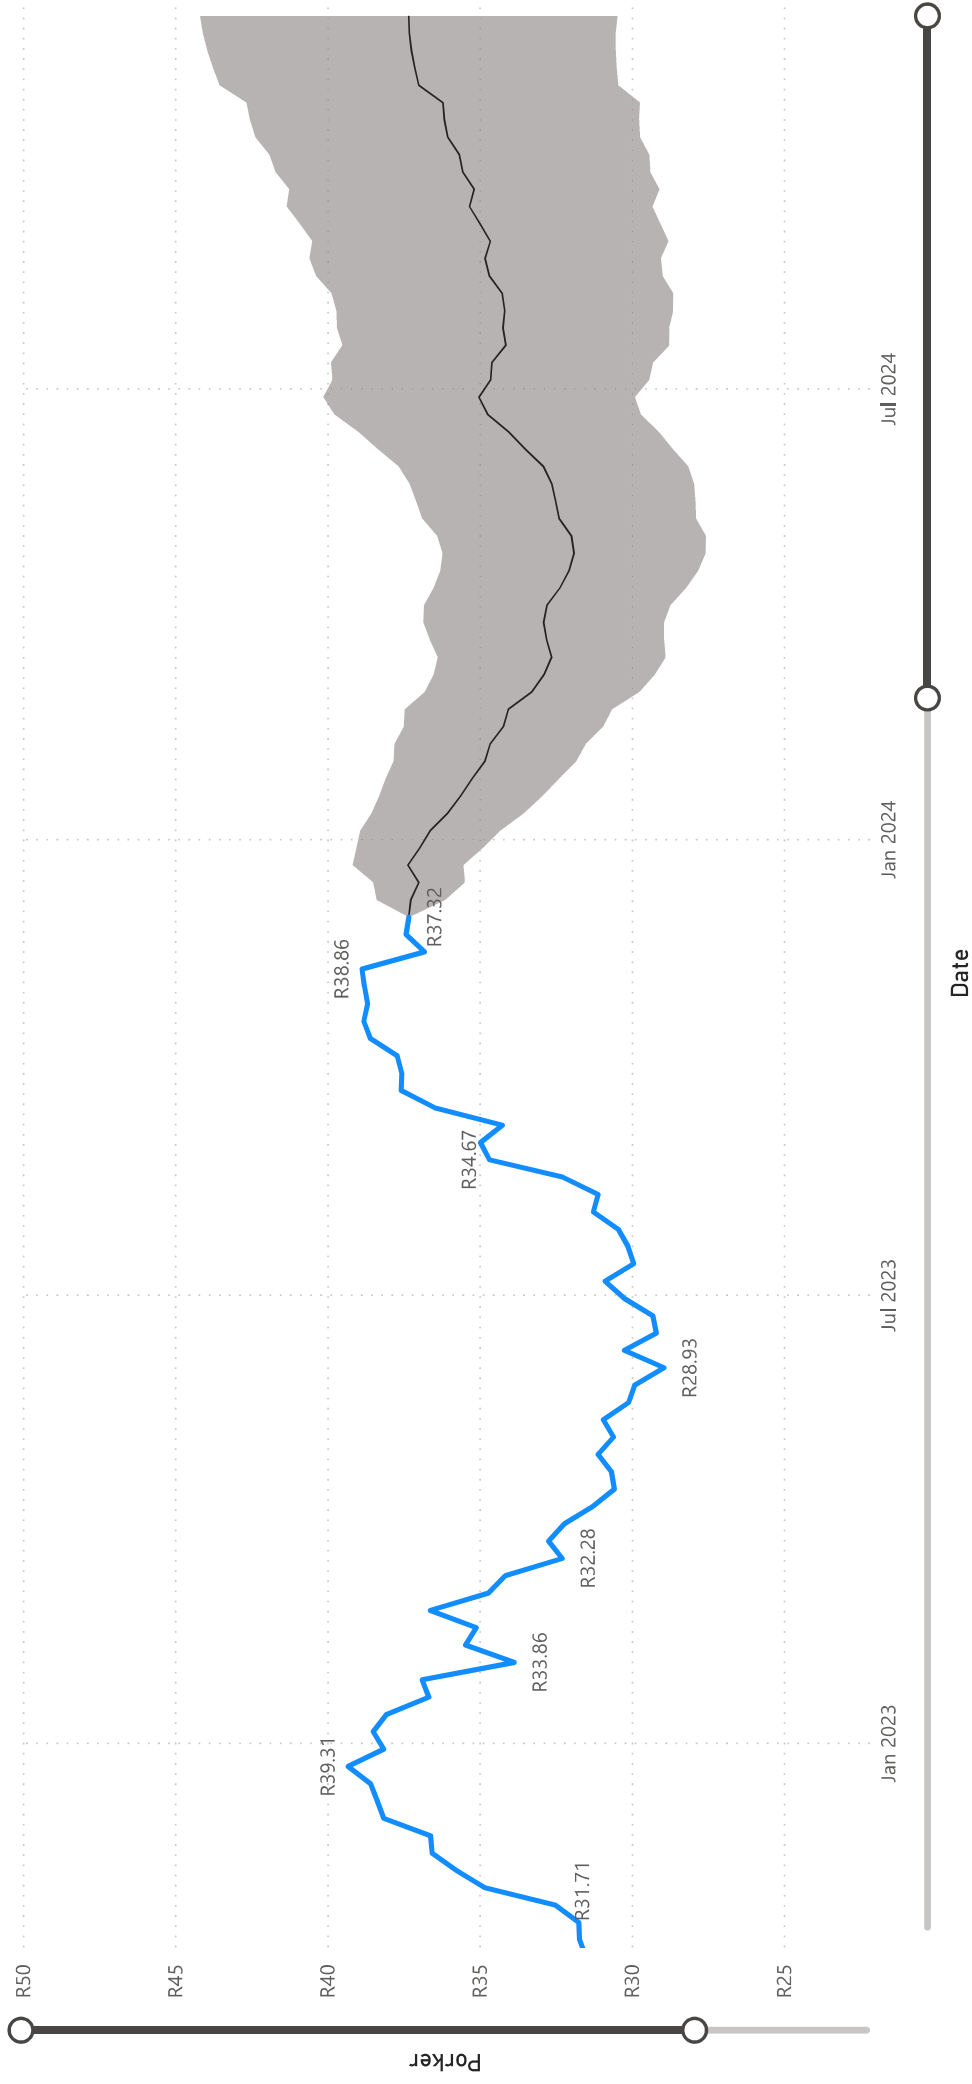 Porker
R50
R45
R40
R35
R30
R25
R31.71
R39.31
R33.86
R32.28
R28.93
R34.67
R38.86
R37.32
Jan 2023
Jul 2023
Jan 2024
Jul 2024
Date